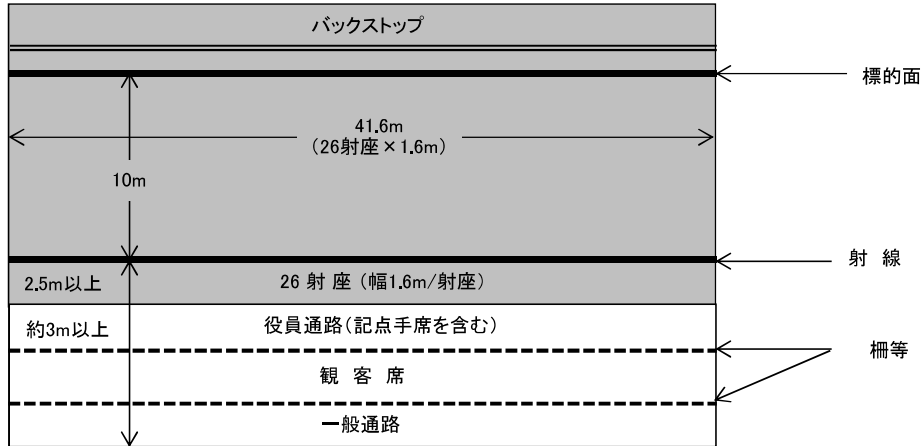 バックストップ
標的面
41.6m
（26射座×1.6m）
10m
射 線
2.5m以上
26 射 座 （幅1.6m/射座）
約3m以上
役員通路（記点手席を含む）
柵等
観 客 席
一般通路